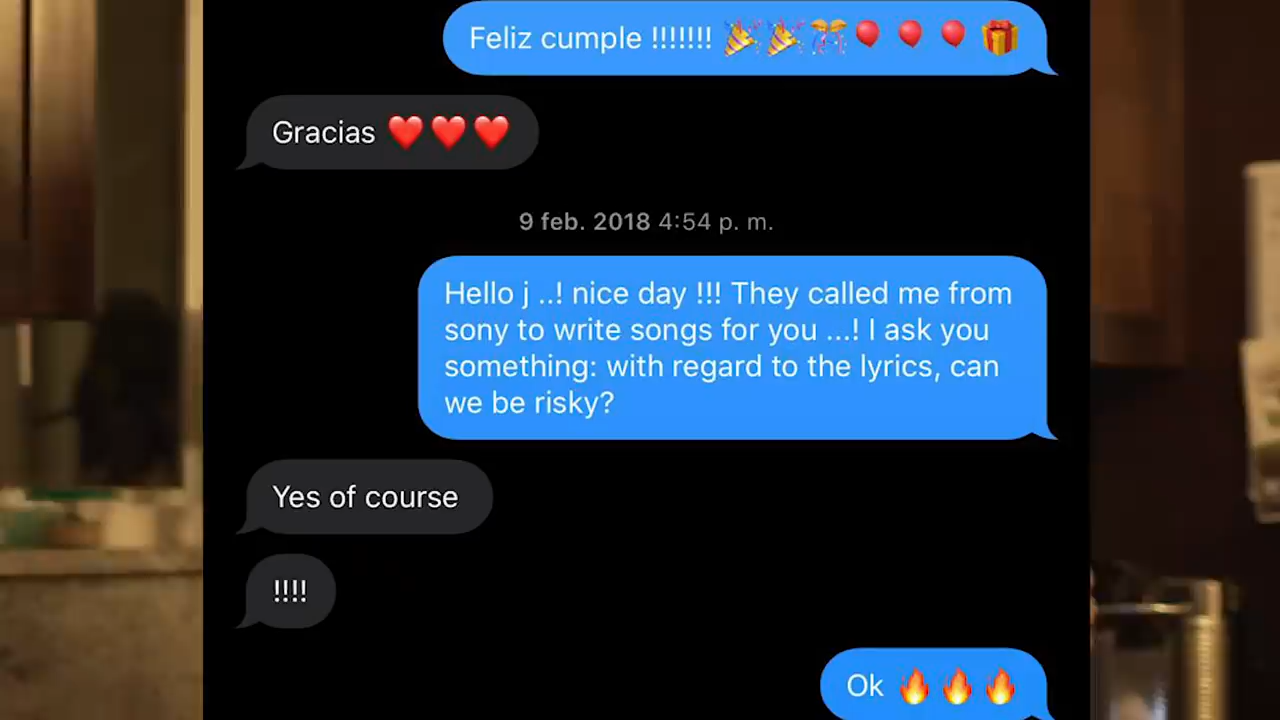 Feliz cumple !!!!!!! 🎉🎉🎊🎈🎈🎈🎁
Gracias ❤️❤️❤️
9 feb. 2018 4:54 p. m.
Hello j ..! nice day !!! They called me from
sony to write songs for you ...! I ask you
something: with regard to the lyrics, can
we be risky?
Yes of course
!!!!
Ok 🔥🔥🔥